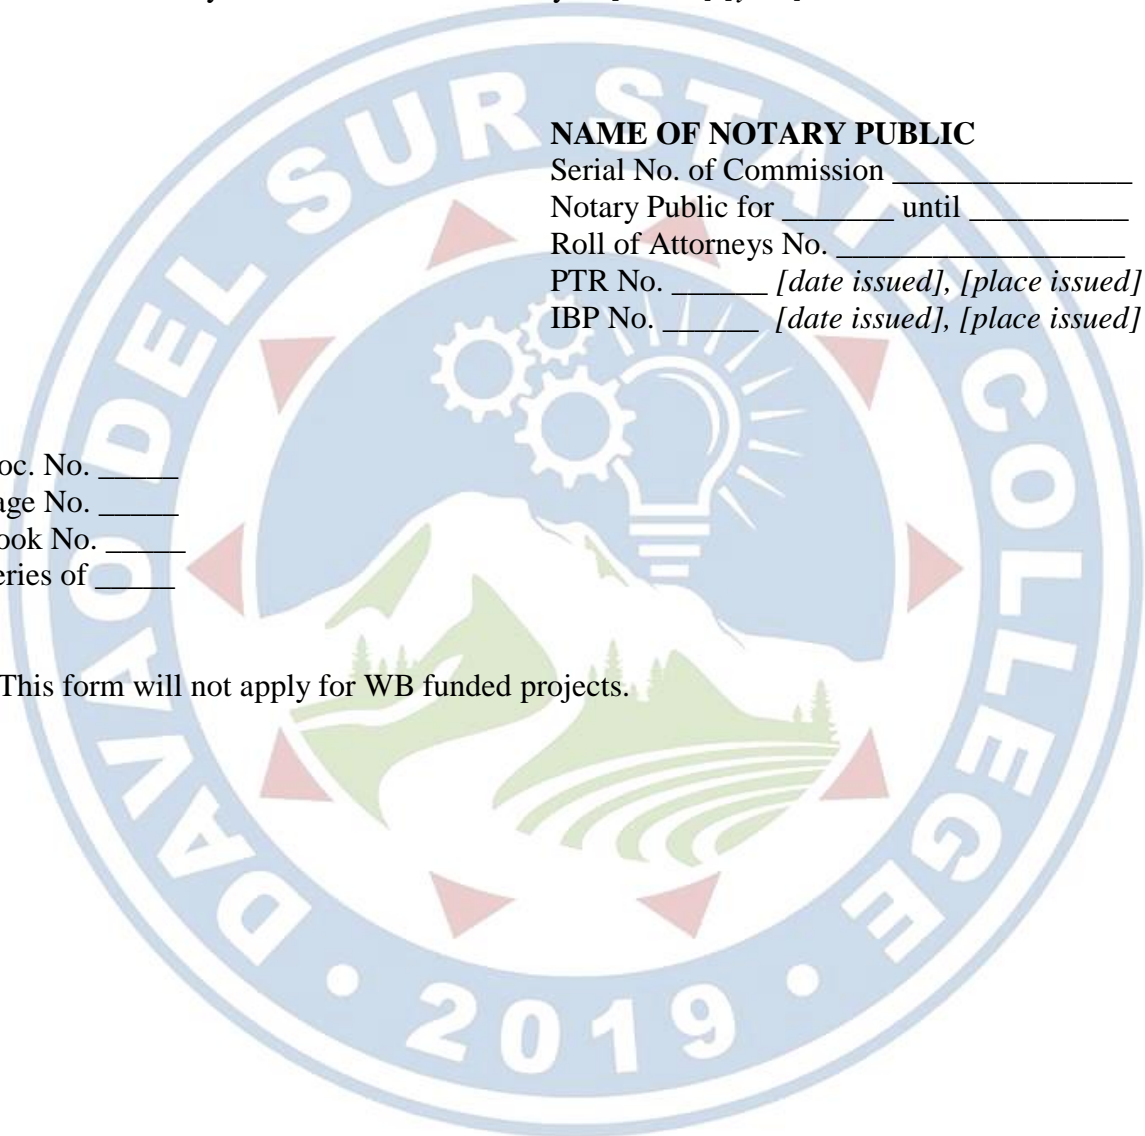 NAME OF NOTARY PUBLIC
Serial No. of Commission _______________
Notary Public for _______ until __________
Roll of Attorneys No. __________________
PTR No. ______ [date issued], [place issued]
IBP No. ______ [date issued], [place issued]
oc. No. _____
age No. _____
ook No. _____
eries of _____
This form will not apply for WB funded projects.
DAVAO DEL SUR STATE COLLEGE
2019